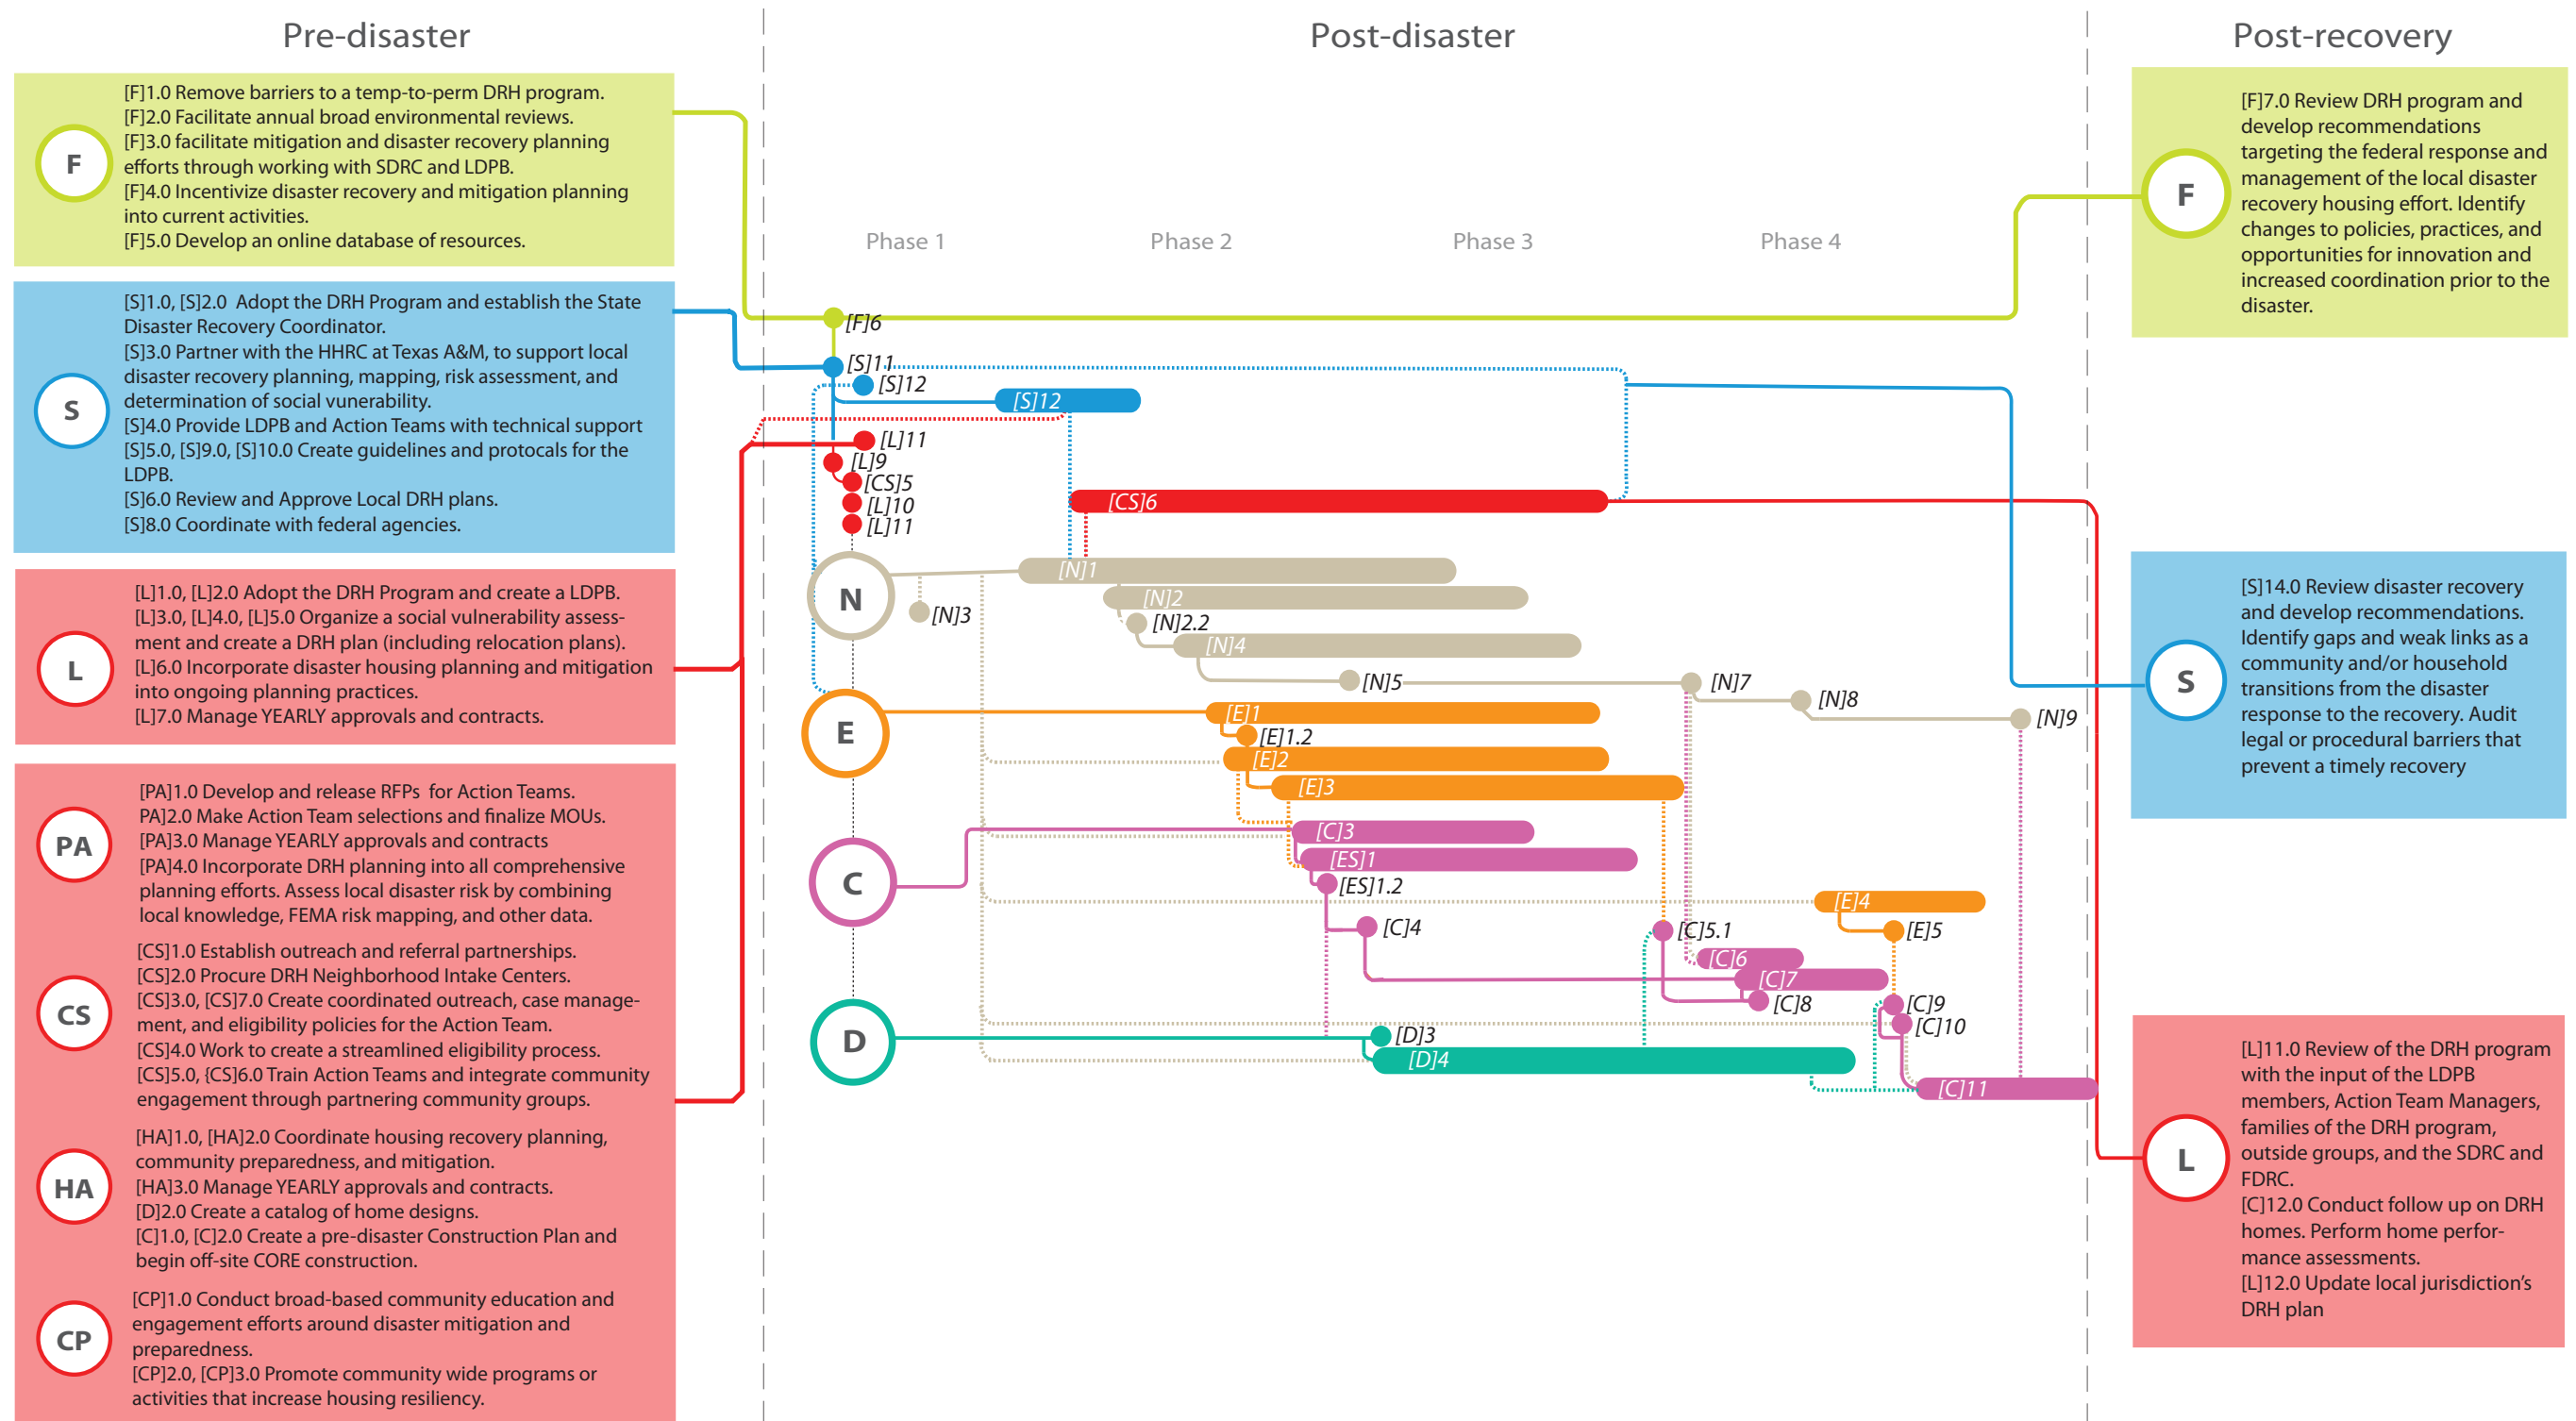 Pre-disaster
F
[F]1.0 Remove barriers to a temp-to-perm DRH program.
[F]2.0 Facilitate annual broad environmental reviews.
[F]3.0 facilitate mitigation and disaster recovery planning
efforts through working with SDRC and LDPB.
[F]4.0 Incentivize disaster recovery and mitigation planning
into current activities.
[F]5.0 Develop an online database of resources.
S
[S]1.0, [S]2.0 Adopt the DRH Program and establish the State
Disaster Recovery Coordinator.
[S]3.0 Partner with the HHRC at Texas A&M, to support local
disaster recovery planning, mapping, risk assessment, and
determination of social vunerability.
[S]4.0 Provide LDPB and Action Teams with technical support
[S]5.0, [S]9.0, [S]10.0 Create guidelines and protocals for the
LDPB.
[S]6.0 Review and Approve Local DRH plans.
[S]8.0 Coordinate with federal agencies.
L
[L]1.0, [L]2.0 Adopt the DRH Program and create a LDPB.
[L]3.0, [L]4.0, [L]5.0 Organize a social vulnerability assess-
ment and create a DRH plan (including relocation plans).
[L]6.0 Incorporate disaster housing planning and mitigation
into ongoing planning practices.
[L]7.0 Manage YEARLY approvals and contracts.
PA
[PA]1.0 Develop and release RFPs for Action Teams.
PA]2.0 Make Action Team selections and finalize MOUs.
[PA]3.0 Manage YEARLY approvals and contracts
[PA]4.0 Incorporate DRH planning into all comprehensive
planning efforts. Assess local disaster risk by combining
local knowledge, FEMA risk mapping, and other data.
CS
[CS]1.0 Establish outreach and referral partnerships.
[CS]2.0 Procure DRH Neighborhood Intake Centers.
[CS]3.0, [CS]7.0 Create coordinated outreach, case manage-
ment, and eligibility policies for the Action Team.
[CS]4.0 Work to create a streamlined eligibility process.
[CS]5.0, {CS]6.0 Train Action Teams and integrate community
engagement through partnering community groups.
HA
[HA]1.0, [HA]2.0 Coordinate housing recovery planning,
community preparedness, and mitigation.
[HA]3.0 Manage YEARLY approvals and contracts.
[D]2.0 Create a catalog of home designs.
[C]1.0, [C]2.0 Create a pre-disaster Construction Plan and
begin off-site CORE construction.
CP
[CP]1.0 Conduct broad-based community education and
engagement efforts around disaster mitigation and
preparedness.
[CP]2.0, [CP]3.0 Promote community wide programs or
activities that increase housing resiliency.
Post-disaster
Phase 1
Phase 2
Phase 3
Phase 4
[F]6
[S]11
[S]12
[S]12
[L]11
[L]9
[CS]5
[L]10
[L]11
[CS]6
N
[N]1
[N]2
[N]3
[N]2.2
[N]4
[N]5
[N]7
[N]8
[N]9
E
[E]1
[E]1.2
[E]2
[E]3
C
[C]3
[ES]1
[ES]1.2
[C]4
[C]5.1
[E]4
[E]5
[C]6
[C]7
[C]8
[C]9
[C]10
D
[D]3
[D]4
[C]11
Post-recovery
F
[F]7.0 Review DRH program and
develop recommendations
targeting the federal response and
management of the local disaster
recovery housing effort. Identify
changes to policies, practices, and
opportunities for innovation and
increased coordination prior to the
disaster.
S
[S]14.0 Review disaster recovery
and develop recommendations.
Identify gaps and weak links as a
community and/or household
transitions from the disaster
response to the recovery. Audit
legal or procedural barriers that
prevent a timely recovery
L
[L]11.0 Review of the DRH program
with the input of the LDPB
members, Action Team Managers,
families of the DRH program,
outside groups, and the SDRC and
FDRC.
[C]12.0 Conduct follow up on DRH
homes. Perform home perfor-
mance assessments.
[L]12.0 Update local jurisdiction's
DRH plan